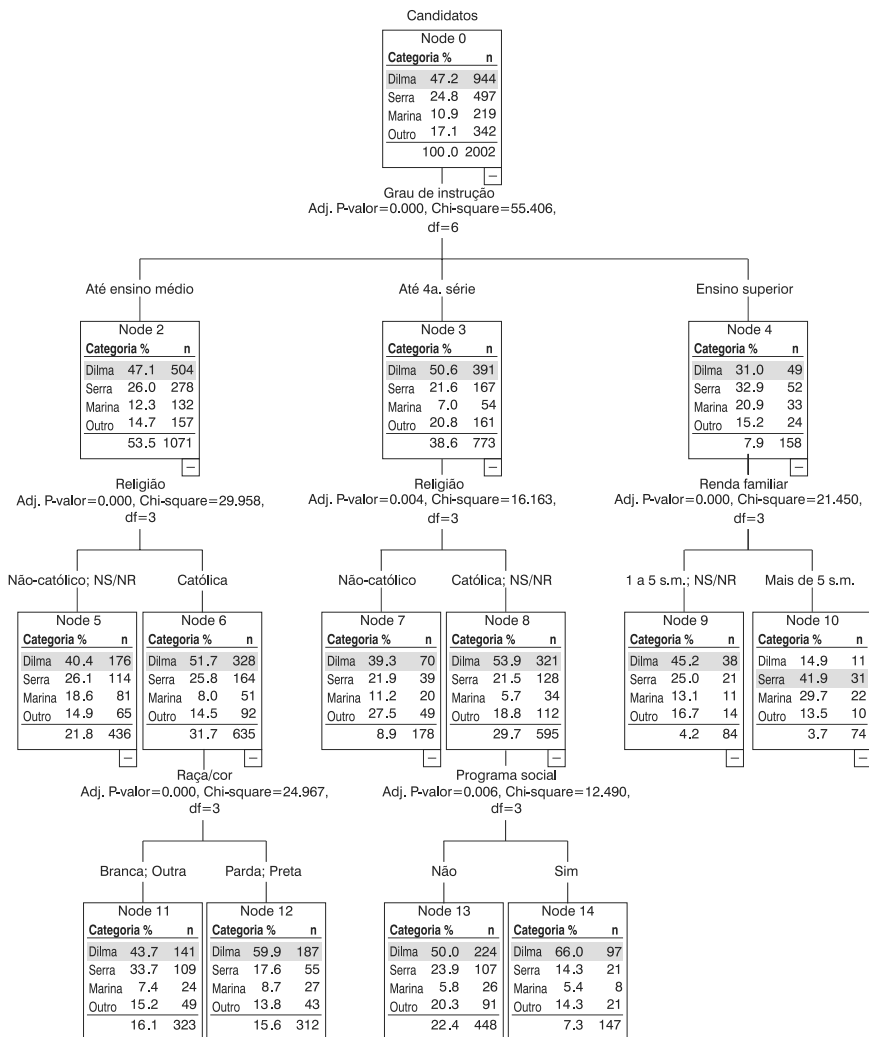 Candidatos
Node 0
Categoria % n
Dilma 47.2 944
Serra 24.8 497
Marina 10.9 219
Outro 17.1 342
100.0 2002
Grau de instrução
Adj. P-valor=0.000, Chi-square=55.406,
df=6
Até ensino médio
Node 2
Categoria % n
Dilma 47.1 504
Serra 26.0 278
Marina 12.3 132
Outro 14.7 157
53.5 1071
Religião
Adj. P-valor=0.000, Chi-square=29.958,
df=3
Até 4a. série
Node 3
Categoria % n
Dilma 50.6 391
Serra 21.6 167
Marina 7.0 54
Outro 20.8 161
38.6 773
Religião
Adj. P-valor=0.004, Chi-square=16.163,
df=3
Ensino superior
Node 4
Categoria % n
Dilma 31.0 49
Serra 32.9 52
Marina 20.9 33
Outro 15.2 24
7.9 158
Renda familiar
Adj. P-valor=0.000, Chi-square=21.450,
df=3
Não-católico; NS/NR
Node 5
Categoria % n
Dilma 40.4 176
Serra 26.1 114
Marina 18.6 81
Outro 14.9 65
21.8 436
Católica
Node 6
Categoria % n
Dilma 51.7 328
Serra 25.8 164
Marina 8.0 51
Outro 14.5 92
31.7 635
Raça/cor
Adj. P-valor=0.000, Chi-square=24.967,
df=3
Não-católico
Node 7
Categoria % n
Dilma 39.3 70
Serra 21.9 39
Marina 11.2 20
Outro 27.5 49
8.9 178
Católica; NS/NR
Node 8
Categoria % n
Dilma 53.9 321
Serra 21.5 128
Marina 5.7 34
Outro 18.8 112
29.7 595
Programa social
Adj. P-valor=0.006, Chi-square=12.490,
df=3
1 a 5 s.m.; NS/NR
Node 9
Categoria % n
Dilma 45.2 38
Serra 25.0 21
Marina 13.1 11
Outro 16.7 14
4.2 84
Mais de 5 s.m.
Node 10
Categoria % n
Dilma 14.9 11
Serra 41.9 31
Marina 29.7 22
Outro 13.5 10
3.7 74
Branca; Outra
Node 11
Categoria % n
Dilma 43.7 141
Serra 33.7 109
Marina 7.4 24
Outro 15.2 49
16.1 323
Parda; Preta
Node 12
Categoria % n
Dilma 59.9 187
Serra 17.6 55
Marina 8.7 27
Outro 13.8 43
15.6 312
Não
Node 13
Categoria % n
Dilma 50.0 224
Serra 23.9 107
Marina 5.8 26
Outro 20.3 91
22.4 448
Sim
Node 14
Categoria % n
Dilma 66.0 97
Serra 14.3 21
Marina 5.4 8
Outro 14.3 21
7.3 147